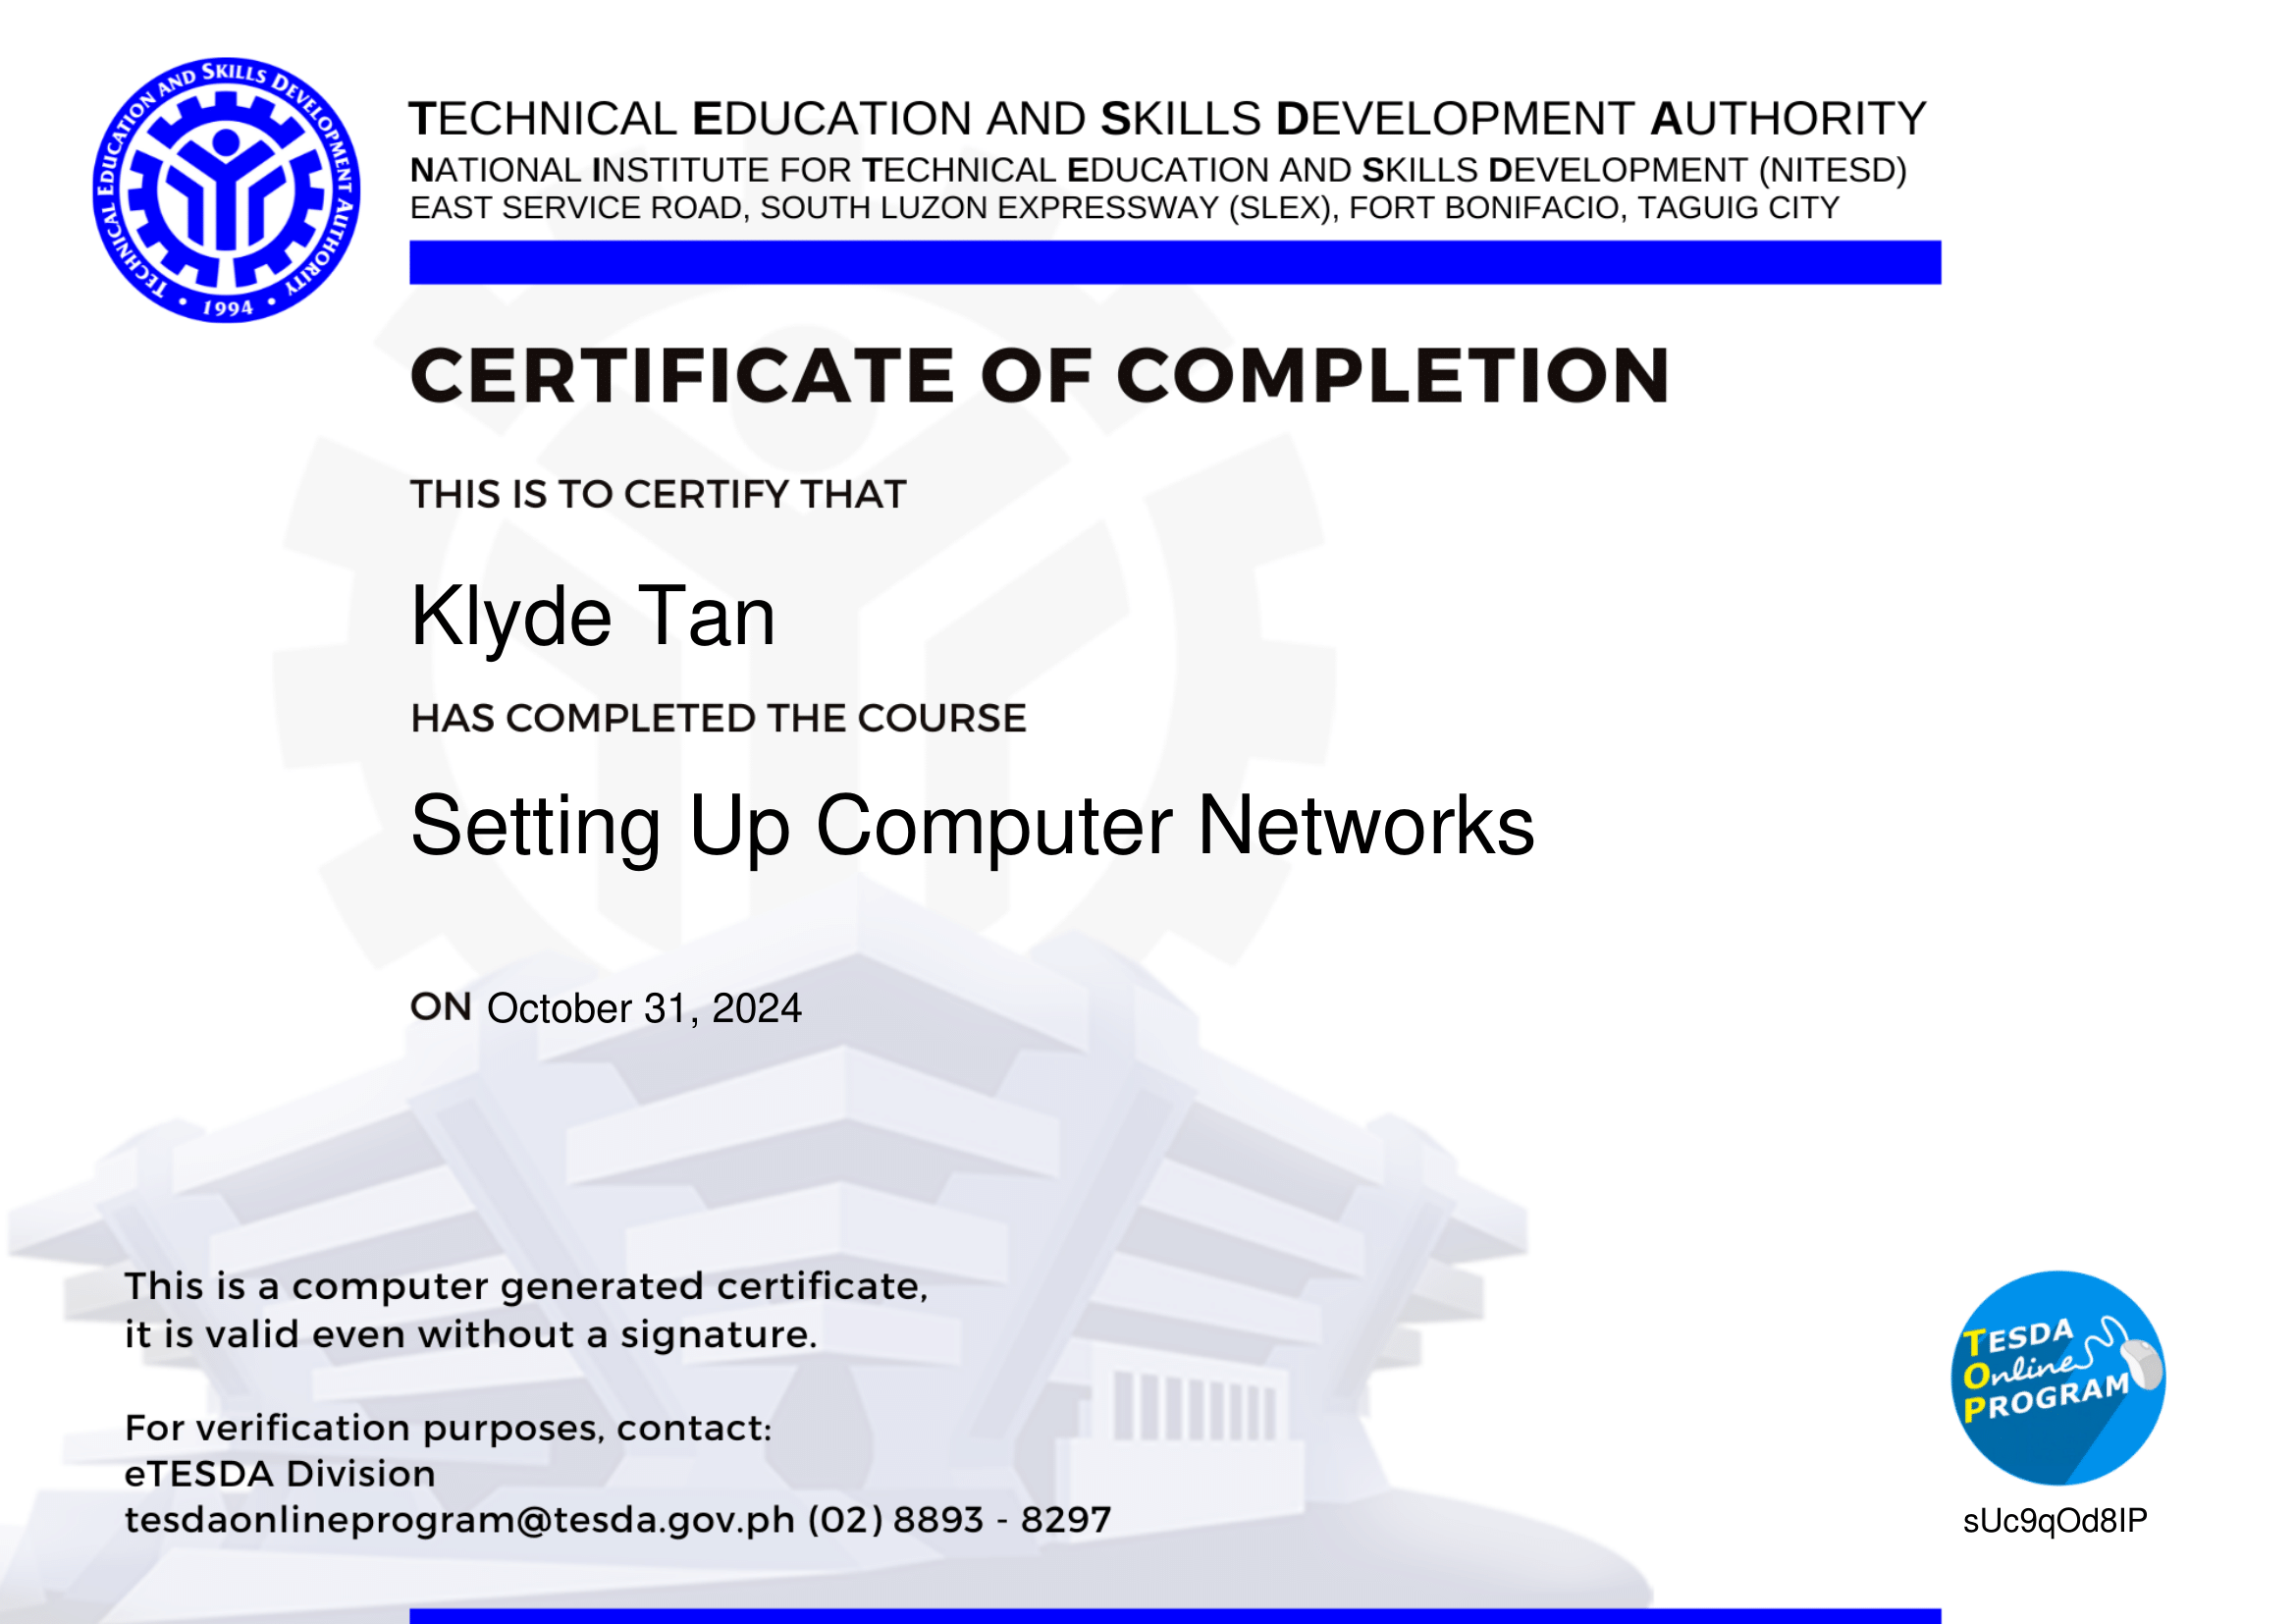 TECHNICAL EDUCATION AND SKILLS DEVELOPMENT AUTHORITY • 1994 •
TECHNICAL EDUCATION AND SKILLS DEVELOPMENT AUTHORITY
NATIONAL INSTITUTE FOR TECHNICAL EDUCATION AND SKILLS DEVELOPMENT (NITESD)
EAST SERVICE ROAD, SOUTH LUZON EXPRESSWAY (SLEX), FORT BONIFACIO, TAGUIG CITY
CERTIFICATE OF COMPLETION
THIS IS TO CERTIFY THAT
Klyde Tan
HAS COMPLETED THE COURSE
Setting Up Computer Networks
ON October 31, 2024
This is a computer generated certificate,
it is valid even without a signature.
For verification purposes, contact:
eTESDA Division
tesdaonlineprogram@tesda.gov.ph (02) 8893 - 8297
TESDA
Online
PROGRAM
sUc9qOd8IP